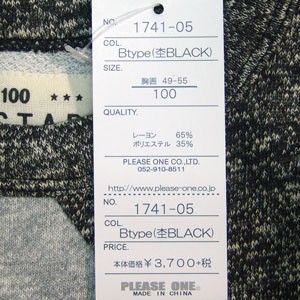 100 ★★★
STAR
NO. 1741-05
COL. Btype(杢BLACK)
SIZE.
胸囲 49-55
100
QUALITY.
レーヨン 65%
ポリエステル 35%
PLEASE ONE CO.,LTD.
052-910-8511
http://www.please-one.co.jp/
NO. 1741-05
COL. Btype(杢BLACK)
PRICE.
本体価格 ¥3,700+税
PLEASE ONE.
MADE IN CHINA